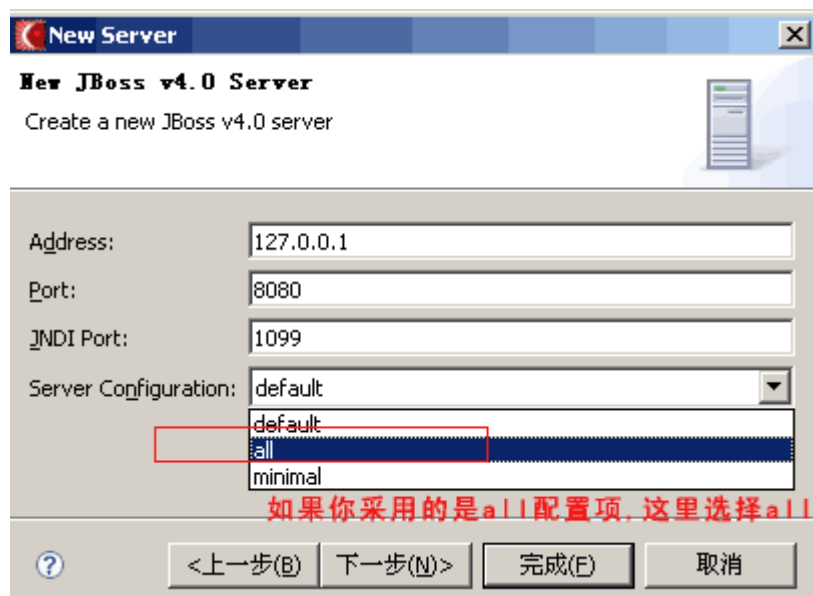 New Server
New JBoss v4.0 Server
Create a new JBoss v4.0 server
Address: 127.0.0.1
Port: 8080
JNDI Port: 1099
Server Configuration: default
default
all
minimal
如果你采用的是all配置项,这里选择all
?
<上一步(B) 下一步(N)> 完成(F) 取消